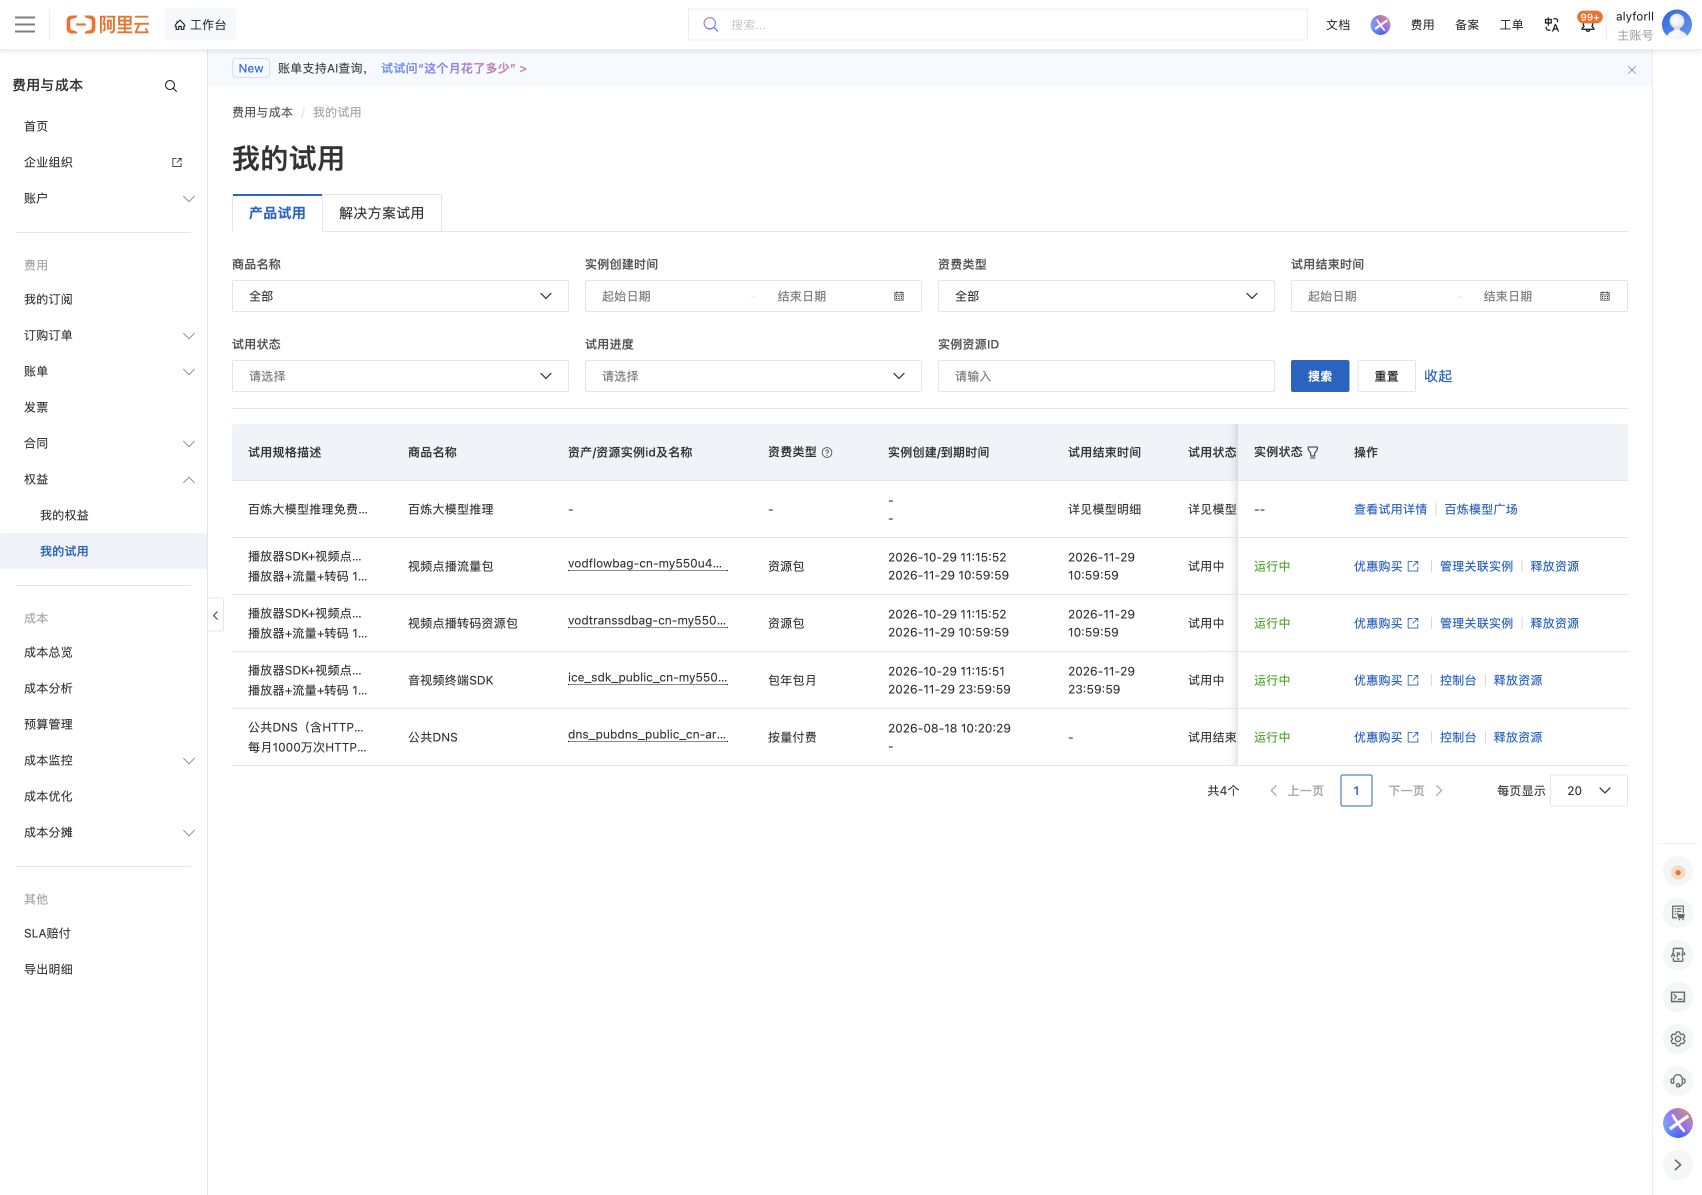 阿里云
工作台
搜索...
文档
费用
备案
工单
99+
alyforll
主账号
费用与成本
首页
企业组织
账户
费用
我的订阅
订购订单
账单
发票
合同
权益
我的权益
我的试用
成本
成本总览
成本分析
预算管理
成本监控
成本优化
成本分摊
其他
SLA赔付
导出明细
New 账单支持AI查询， 试试问“这个月花了多少” >
费用与成本 / 我的试用
我的试用
产品试用 解决方案试用
商品名称 实例创建时间 资费类型 试用结束时间
全部 起始日期 - 结束日期 全部 起始日期 - 结束日期
试用状态 试用进度 实例资源ID
请选择 请选择 请输入 搜索 重置 收起
试用规格描述 商品名称 资产/资源实例id及名称 资费类型 实例创建/到期时间 试用结束时间 试用状态 实例状态 操作
百炼大模型推理免费... 百炼大模型推理 - - - 详见模型明细 详见模型 -- 查看试用详情 百炼模型广场
-
播放器SDK+视频点... 视频点播流量包 vodflowbag-cn-my550u4... 资源包 2026-10-29 11:15:52 2026-11-29 试用中 运行中 优惠购买 管理关联实例 释放资源
播放器+流量+转码 1... 2026-11-29 10:59:59 10:59:59
播放器SDK+视频点... 视频点播转码资源包 vodtranssdbag-cn-my550... 资源包 2026-10-29 11:15:52 2026-11-29 试用中 运行中 优惠购买 管理关联实例 释放资源
播放器+流量+转码 1... 2026-11-29 10:59:59 10:59:59
播放器SDK+视频点... 音视频终端SDK ice_sdk_public_cn-my550... 包年包月 2026-10-29 11:15:51 2026-11-29 试用中 运行中 优惠购买 控制台 释放资源
播放器+流量+转码 1... 2026-11-29 23:59:59 23:59:59
公共DNS（含HTTP... 公共DNS dns_pubdns_public_cn-ar... 按量付费 2026-08-18 10:20:29 - 试用结束 运行中 优惠购买 控制台 释放资源
每月1000万次HTTP... -
共4个 上一页 1 下一页 每页显示 20